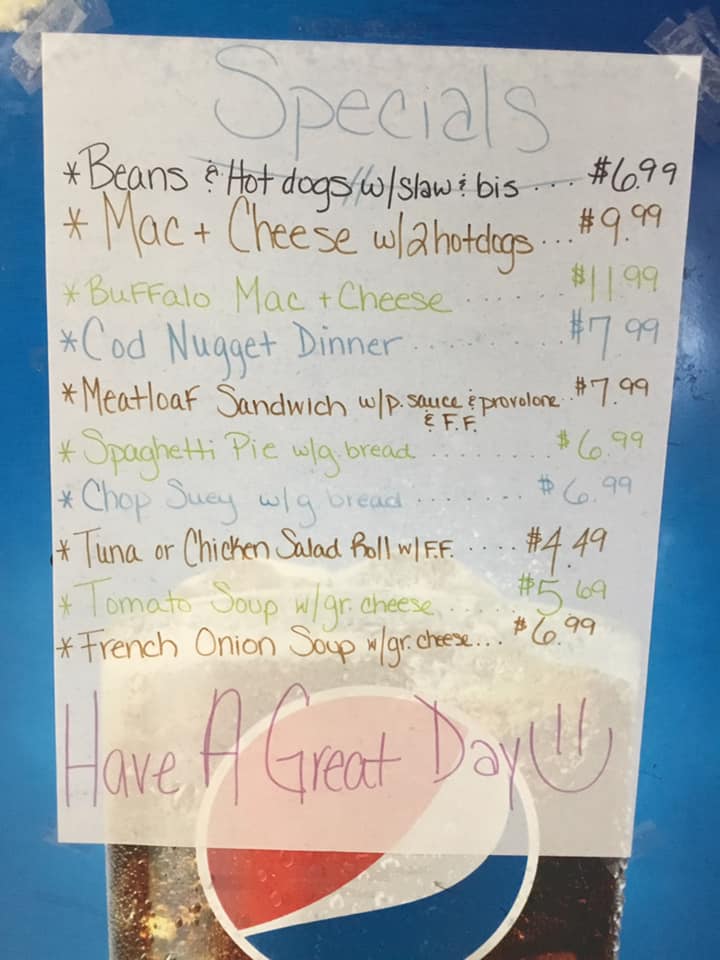 Specials
*Beans & Hot dogs w/slaw & bis... $6.99
* Mac + Cheese w/2hotdogs... $9.99
*Buffalo Mac + Cheese...... $11.99
*Cod Nugget Dinner.......... $7.99
*Meatloaf Sandwich w/p. sauce & provolone.. $7.99
& F.F.
* Spaghetti Pie w/g. bread........ $6.99
* Chop Suey w/g bread....... $6.99
* Tuna or Chicken Salad Roll w/F.F..... $4.49
* Tomato Soup w/gr. cheese..... $5.69
* French Onion Soup w/gr. cheese... $6.99
Have A Great Day!!